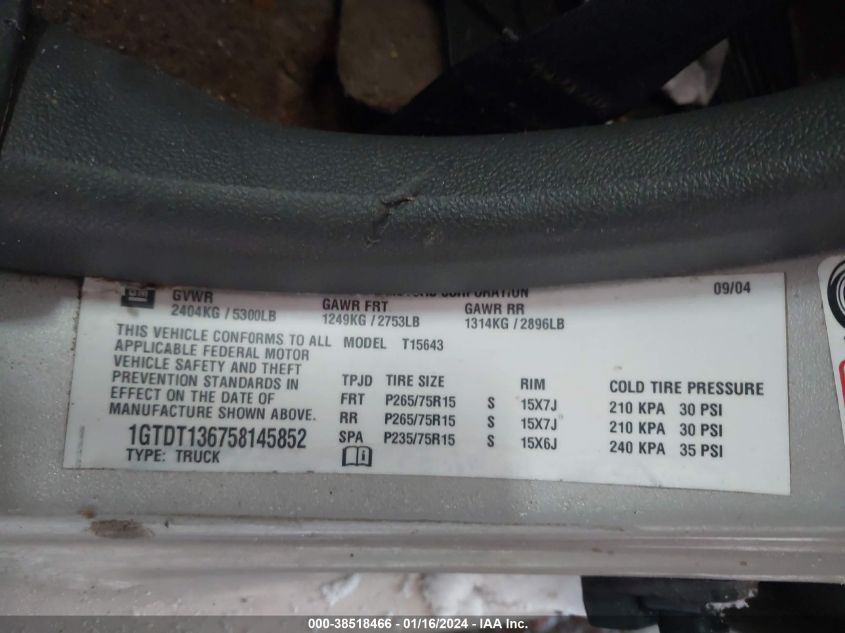 CORPORATION 09/04
GM GVWR GAWR FRT GAWR RR
2404KG / 5300LB 1249KG / 2753LB 1314KG / 2896LB
THIS VEHICLE CONFORMS TO ALL MODEL T15643
APPLICABLE FEDERAL MOTOR
VEHICLE SAFETY AND THEFT
PREVENTION STANDARDS IN TPJD TIRE SIZE RIM COLD TIRE PRESSURE
EFFECT ON THE DATE OF FRT P265/75R15 S 15X7J 210 KPA 30 PSI
MANUFACTURE SHOWN ABOVE. RR P265/75R15 S 15X7J 210 KPA 30 PSI
1GTDT136758145852 SPA P235/75R15 S 15X6J 240 KPA 35 PSI
TYPE: TRUCK
000-38518466 - 01/16/2024 - IAA Inc.